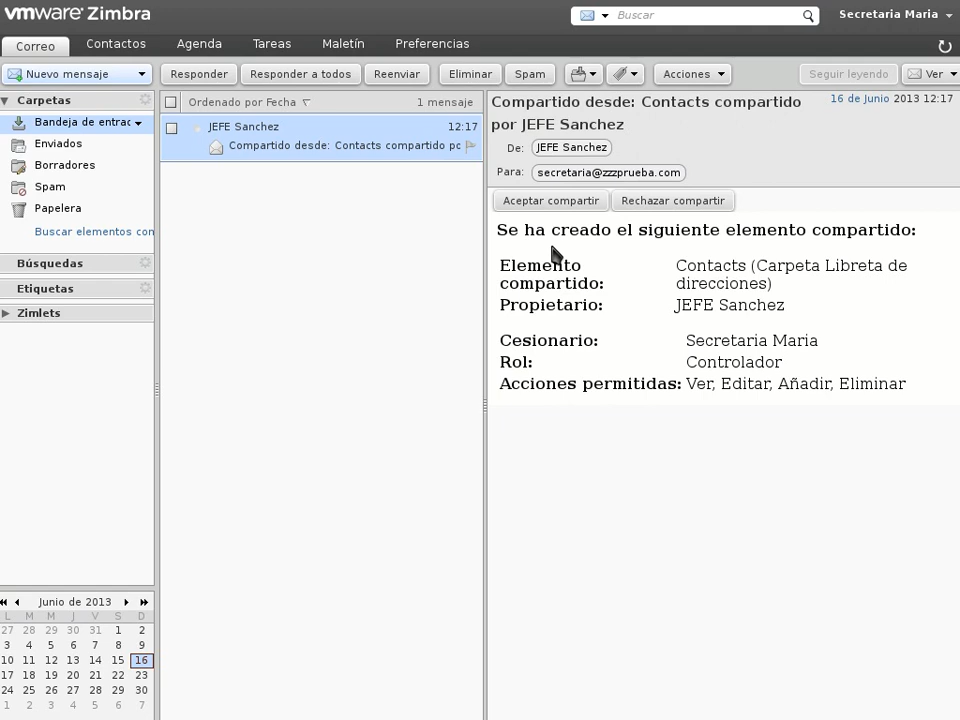 vmware Zimbra
Buscar
Secretaria Maria
Correo
Contactos
Agenda
Tareas
Maletín
Preferencias
Nuevo mensaje
Responder
Responder a todos
Reenviar
Eliminar
Spam
Acciones
Seguir leyendo
Ver
Carpetas
Bandeja de entrac
Enviados
Borradores
Spam
Papelera
Buscar elementos con
Búsquedas
Etiquetas
Zimlets
Ordenado por Fecha
1 mensaje
JEFE Sanchez
12:17
Compartido desde: Contacts compartido pc
Compartido desde: Contacts compartido
por JEFE Sanchez
16 de Junio 2013 12:17
De: JEFE Sanchez
Para: secretaria@zzzprueba.com
Aceptar compartir
Rechazar compartir
Se ha creado el siguiente elemento compartido:
Elemento Contacts (Carpeta Libreta de
compartido: direcciones)
Propietario: JEFE Sanchez
Cesionario: Secretaria Maria
Rol: Controlador
Acciones permitidas: Ver, Editar, Añadir, Eliminar
Junio de 2013
L M M J V S D
27 28 29 30 31 1 2
3 4 5 6 7 8 9
10 11 12 13 14 15 16
17 18 19 20 21 22 23
24 25 26 27 28 29 30
1 2 3 4 5 6 7